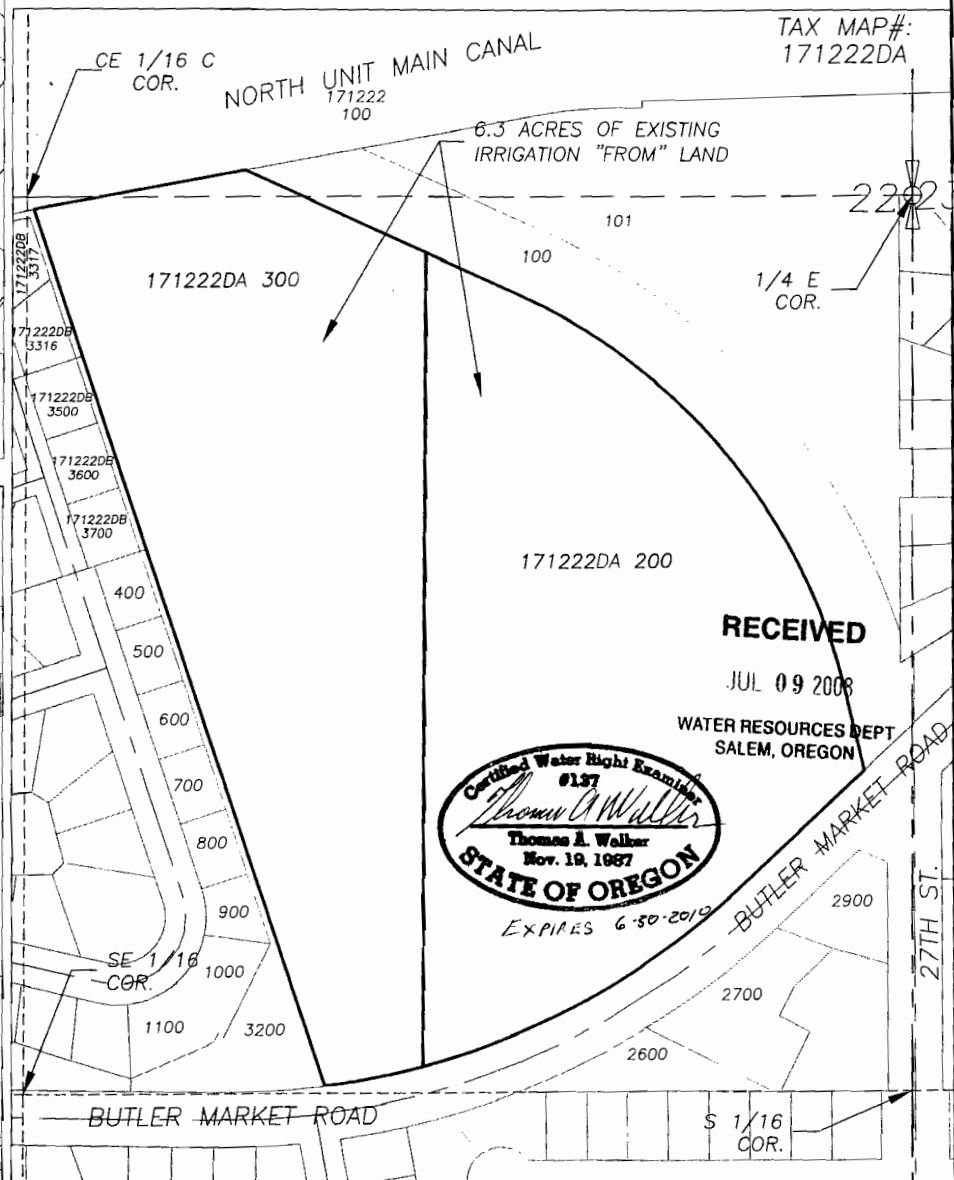 TAX MAP#:
171222DA
CE 1/16 C
COR.
NORTH UNIT MAIN CANAL
171222
100
6.3 ACRES OF EXISTING
IRRIGATION "FROM" LAND
101
100
1/4 E
COR.
171222DB
3317
171222DA 300
171222DB
3316
171222DB
3500
171222DB
3600
171222DB
3700
171222DA 200
400
500
600
700
800
900
1000
1100
3200
RECEIVED
JUL 09 2008
WATER RESOURCES DEPT
SALEM, OREGON
Certified Water Right Examiner
#137
Thomas A. Walker
Nov. 19, 1987
STATE OF OREGON
EXPIRES 6-30-2010
BUTLER MARKET ROAD
2900
27TH ST.
2700
2600
SE 1/16
COR.
BUTLER MARKET ROAD
S 1/16
COR.